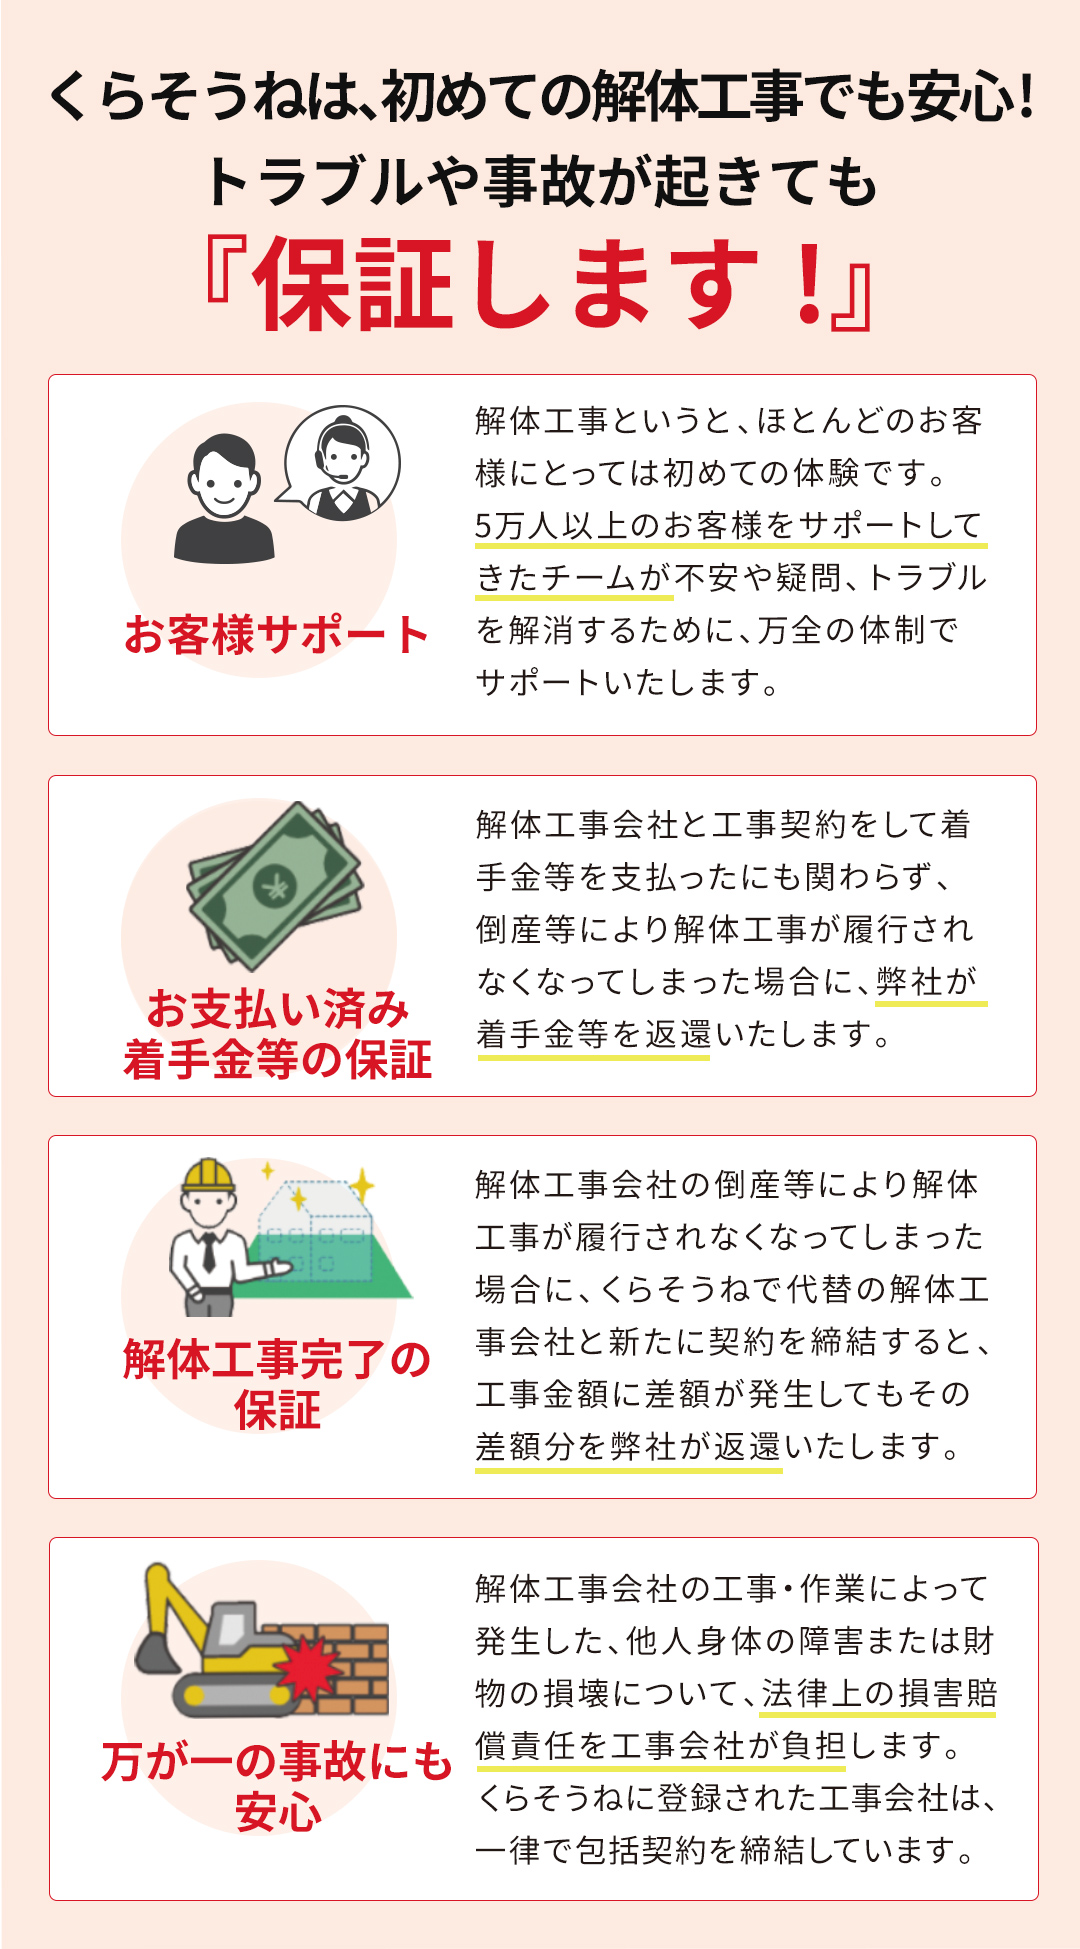 くらそうねは、初めての解体工事でも安心！
トラブルや事故が起きても
『保証します！』
お客様サポート
解体工事というと、ほとんどのお客
様にとっては初めての体験です。
5万人以上のお客様をサポートして
きたチームが不安や疑問、トラブル
を解消するために、万全の体制で
サポートいたします。
お支払い済み
着手金等の保証
解体工事会社と工事契約をして着
手金等を支払ったにも関わらず、
倒産等により解体工事が履行され
なくなってしまった場合に、弊社が
着手金等を返還いたします。
解体工事完了の
保証
解体工事会社の倒産等により解体
工事が履行されなくなってしまった
場合に、くらそうねで代替の解体工
事会社と新たに契約を締結すると、
工事金額に差額が発生してもその
差額分を弊社が返還いたします。
万が一の事故にも
安心
解体工事会社の工事・作業によって
発生した、他人身体の障害または財
物の損壊について、法律上の損害賠
償責任を工事会社が負担します。
くらそうねに登録された工事会社は、
一律で包括契約を締結しています。